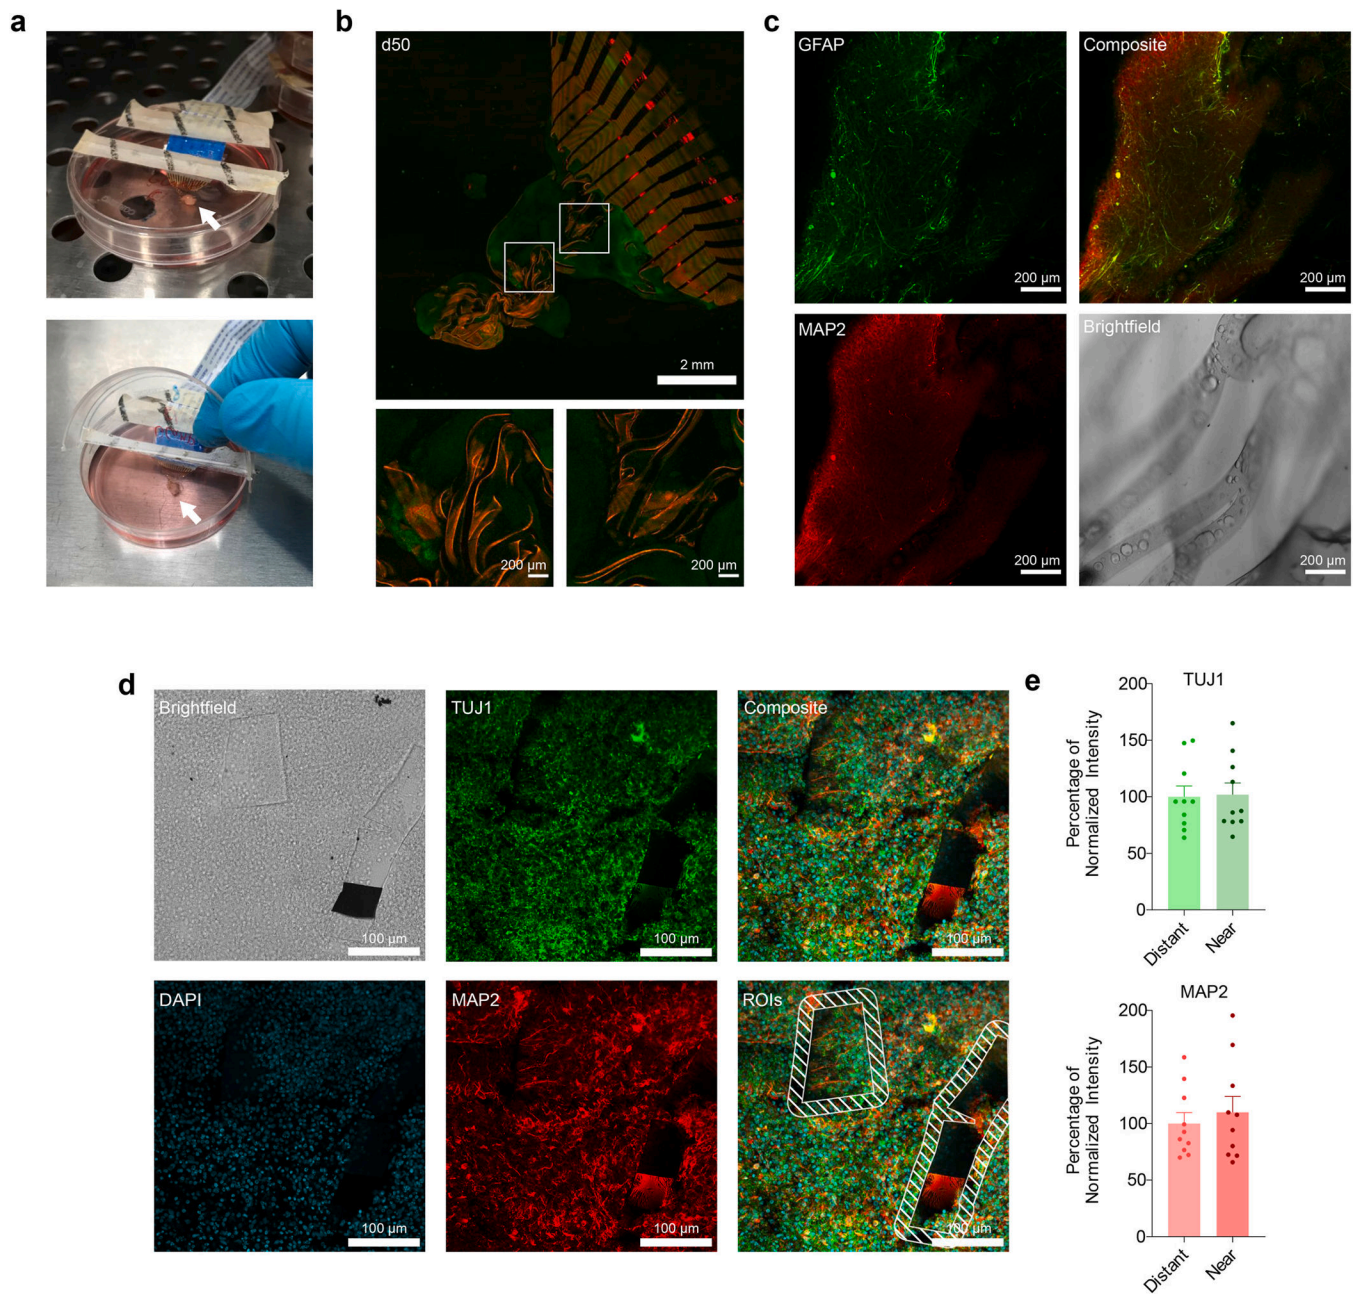 a
b
c
d50
2 mm
200 µm
200 µm
GFAP
Composite
200 µm
200 µm
MAP2
Brightfield
200 µm
200 µm
d
e
Brightfield
TUJ1
Composite
100 µm
100 µm
100 µm
DAPI
MAP2
ROIs
100 µm
100 µm
100 µm
TUJ1
Percentage of
Normalized Intensity
200
150
100
50
0
Distant
Near
MAP2
Percentage of
Normalized Intensity
200
150
100
50
0
Distant
Near